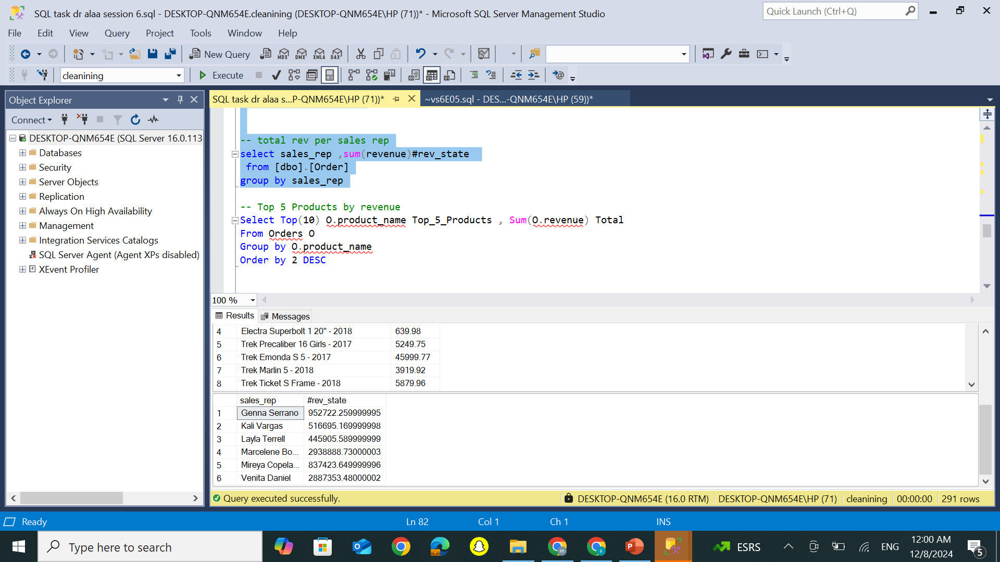 SQL task dr alaa session 6.sql - DESKTOP-QNM654E.cleanining (DESKTOP-QNM654E\HP (71))* - Microsoft SQL Server Management Studio
Quick Launch (Ctrl+Q)
File Edit View Query Project Tools Window Help
New Query MDX DMX XMLA DAX
cleanining Execute
Object Explorer
Connect
DESKTOP-QNM654E (SQL Server 16.0.113
Databases
Security
Server Objects
Replication
Always On High Availability
Management
Integration Services Catalogs
SQL Server Agent (Agent XPs disabled)
XEvent Profiler
SQL task dr alaa s...P-QNM654E\HP (71))* ~vs6E05.sql - DES...-QNM654E\HP (59))*
-- total rev per sales rep
select sales_rep ,sum(revenue)#rev_state
from [dbo].[Order]
group by sales_rep
-- Top 5 Products by revenue
Select Top(10) O.product_name Top_5_Products , Sum(O.revenue) Total
From Orders O
Group by O.product_name
Order by 2 DESC
100 %
Results Messages
4 Electra Superbolt 1 20" - 2018 639.98
5 Trek Precaliber 16 Girls - 2017 5249.75
6 Trek Emonda S 5 - 2017 45999.77
7 Trek Marlin 5 - 2018 3919.92
8 Trek Ticket S Frame - 2018 5879.96
sales_rep #rev_state
1 Genna Serrano 952722.259999995
2 Kali Vargas 516695.169999998
3 Layla Terrell 445905.589999999
4 Marcelene Bo... 2938888.73000003
5 Mireya Copela... 837423.649999996
6 Venita Daniel 2887353.48000002
Query executed successfully. DESKTOP-QNM654E (16.0 RTM) DESKTOP-QNM654E\HP (71) cleanining 00:00:00 291 rows
Ready Ln 82 Col 1 Ch 1 INS
Type here to search
ESRS
ENG
12:00 AM
12/8/2024
5